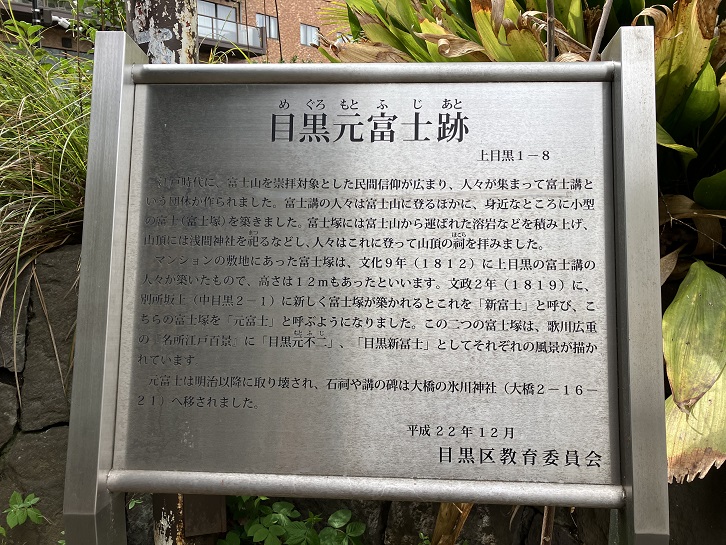 めぐろもとふじあと
目黒元富士跡
上目黒1-8
江戸時代に、富士山を崇拝対象とした民間信仰が広まり、人々が集まって富士講と
いう団体が作られました。富士講の人々は富士山に登るほかに、身近なところに小型
の富士(富士塚)を築きました。富士塚には富士山から運ばれた溶岩などを積み上げ、
山頂には浅間神社を祀るなどし、人々はこれに登って山頂の祠を拝みました。
マンションの敷地にあった富士塚は、文化9年(1812)に上目黒の富士講の
人々が築いたもので、高さは12mもあったといいます。文政2年(1819)に、
別所坂上(中目黒2-1)に新しく富士塚が築かれるとこれを「新富士」と呼び、こ
ちらの富士塚を「元富士」と呼ぶようになりました。この二つの富士塚は、歌川広重
の『名所江戸百景』に「目黒元不二」、「目黒新冨士」としてそれぞれの風景が描か
れています
元富士は明治以降に取り壊され、石祠や講の碑は大橋の氷川神社(大橋2-16-
21)へ移されました。
平成22年12月
目黒区教育委員会